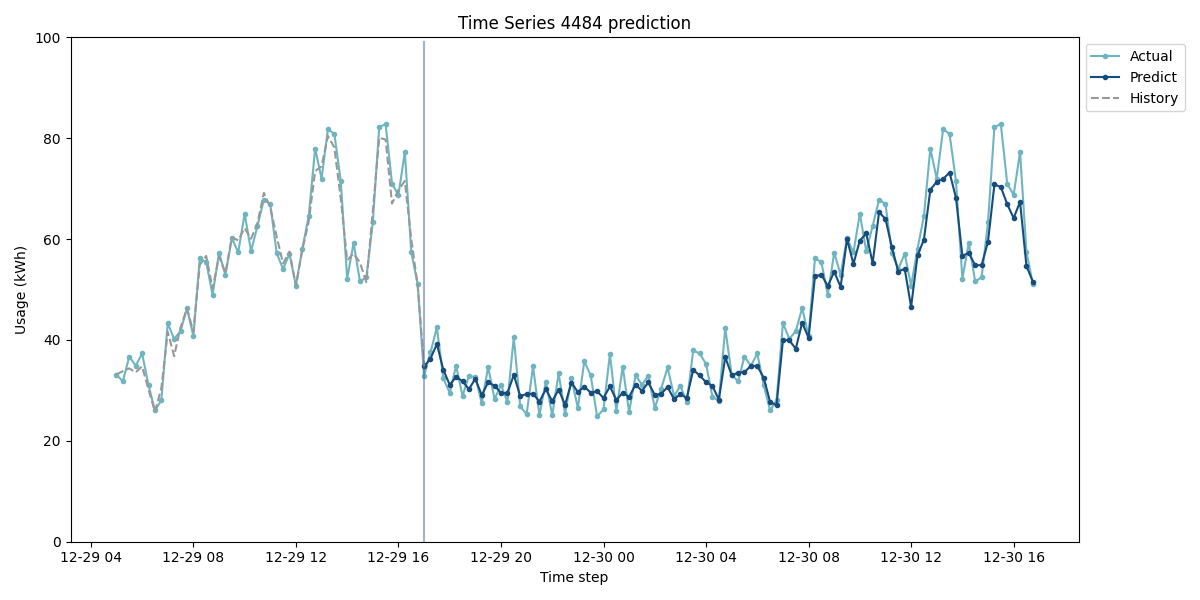 Time Series 4484 prediction
100
80
60
40
20
0
Usage (kWh)
12-29 04
12-29 08
12-29 12
12-29 16
12-29 20
12-30 00
12-30 04
12-30 08
12-30 12
12-30 16
Time step
Actual
Predict
History